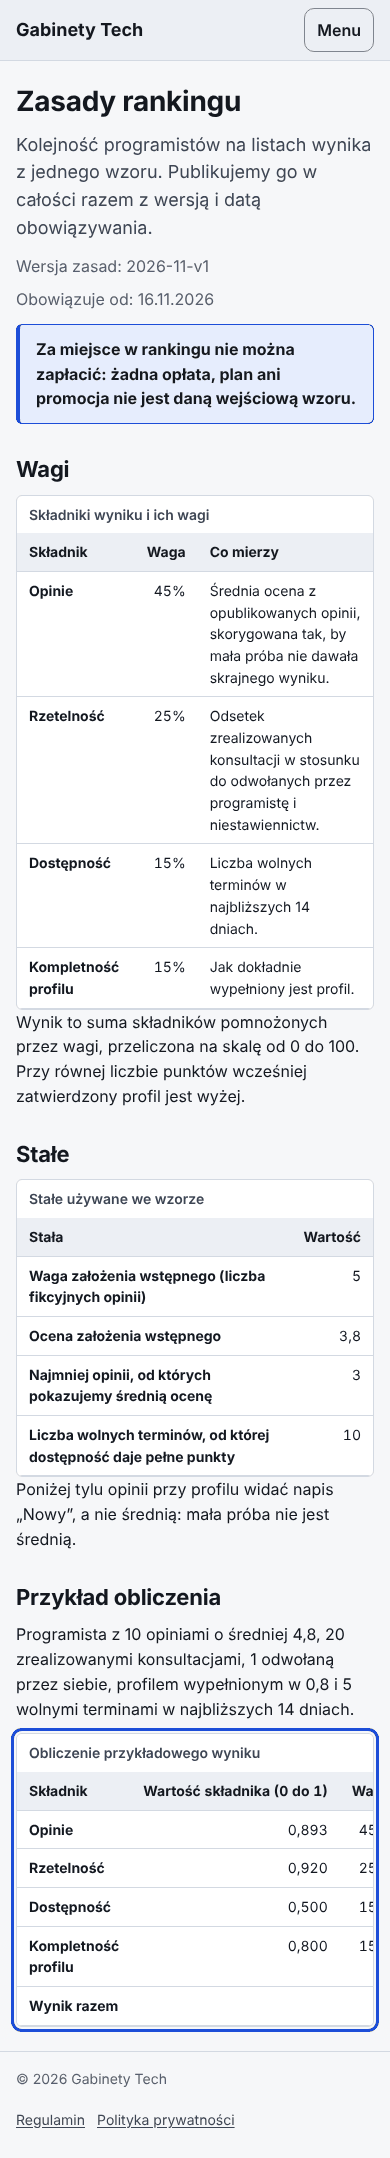 Gabinety Tech
Menu
Zasady rankingu
Kolejność programistów na listach wynika
z jednego wzoru. Publikujemy go w
całości razem z wersją i datą
obowiązywania.
Wersja zasad: 2026-11-v1
Obowiązuje od: 16.11.2026
Za miejsce w rankingu nie można
zapłacić: żadna opłata, plan ani
promocja nie jest daną wejściową wzoru.
Wagi
Składniki wyniku i ich wagi
Składnik Waga Co mierzy
Opinie 45% Średnia ocena z
opublikowanych opinii,
skorygowana tak, by
mała próba nie dawała
skrajnego wyniku.
Rzetelność 25% Odsetek
zrealizowanych
konsultacji w stosunku
do odwołanych przez
programistę i
niestawiennictw.
Dostępność 15% Liczba wolnych
terminów w
najbliższych 14
dniach.
Kompletność 15% Jak dokładnie
profilu wypełniony jest profil.
Wynik to suma składników pomnożonych
przez wagi, przeliczona na skalę od 0 do 100.
Przy równej liczbie punktów wcześniej
zatwierdzony profil jest wyżej.
Stałe
Stałe używane we wzorze
Stała Wartość
Waga założenia wstępnego (liczba 5
fikcyjnych opinii)
Ocena założenia wstępnego 3,8
Najmniej opinii, od których 3
pokazujemy średnią ocenę
Liczba wolnych terminów, od której 10
dostępność daje pełne punkty
Poniżej tylu opinii przy profilu widać napis
„Nowy”, a nie średnią: mała próba nie jest
średnią.
Przykład obliczenia
Programista z 10 opiniami o średniej 4,8, 20
zrealizowanymi konsultacjami, 1 odwołaną
przez siebie, profilem wypełnionym w 0,8 i 5
wolnymi terminami w najbliższych 14 dniach.
Obliczenie przykładowego wyniku
Składnik Wartość składnika (0 do 1)
Opinie 0,893
Rzetelność 0,920
Dostępność 0,500
Kompletność 0,800
profilu
Wynik razem
© 2026 Gabinety Tech
Regulamin Polityka prywatności